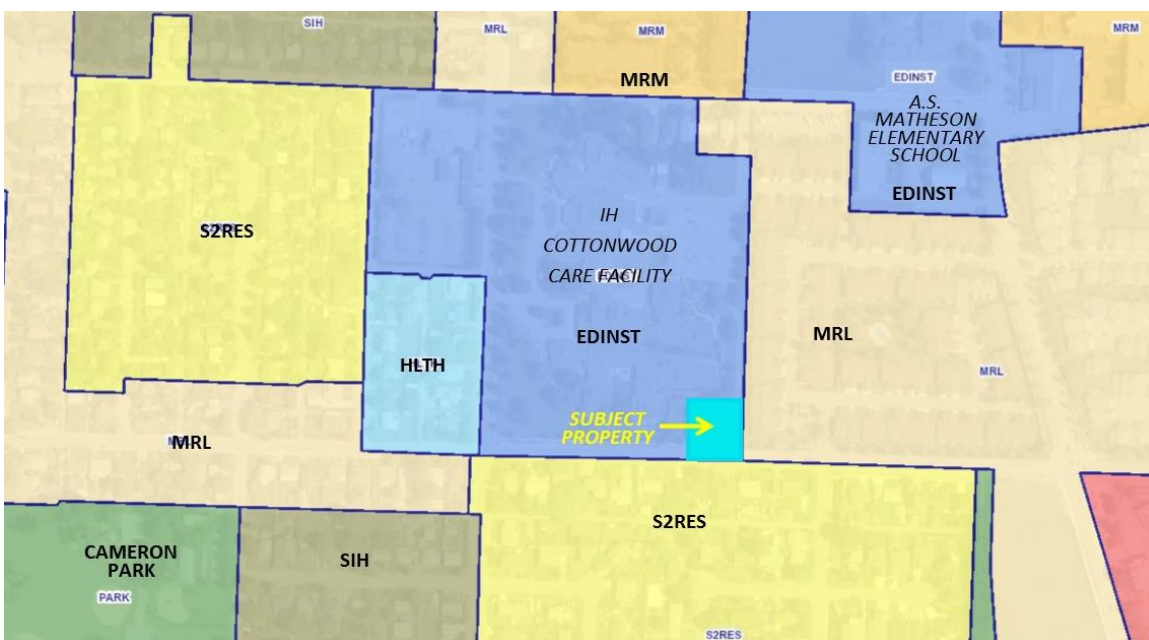 SIH
MRL
MRM
MRM
MRM
EDINST
A.S.
MATHESON
ELEMENTARY
SCHOOL
EDINST
S2RES
IH
COTTONWOOD
CARE FACILITY
EDINST
MRL
MRL
HLTH
SUBJECT
PROPERTY
MRL
S2RES
CAMERON
PARK
PARK
SIH
S2RES